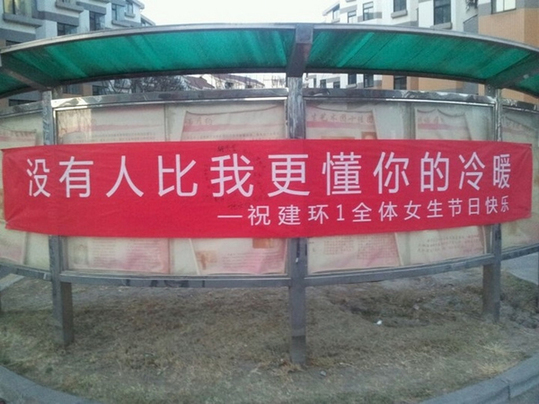 没有人比我更懂你的冷暖
—祝建环1全体女生节日快乐